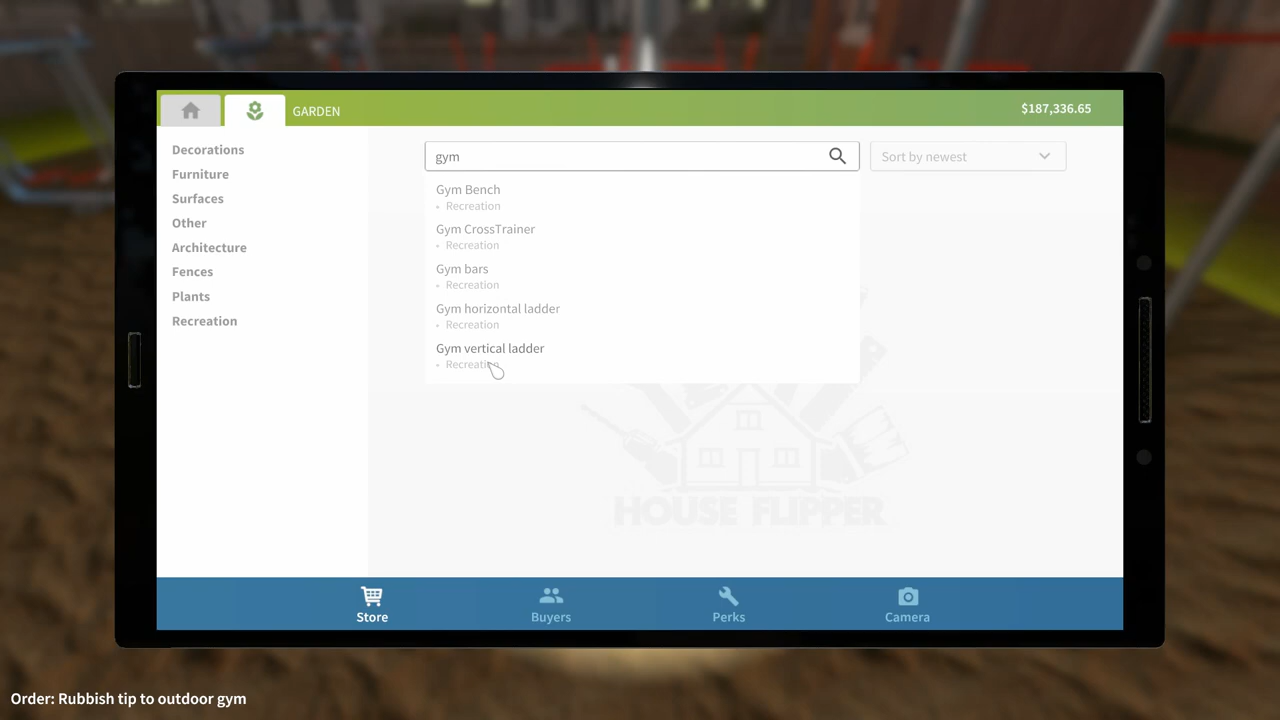 GARDEN
$187,336.65
Decorations
Furniture
Surfaces
Other
Architecture
Fences
Plants
Recreation
gym
Sort by newest
Gym Bench
• Recreation
Gym CrossTrainer
• Recreation
Gym bars
• Recreation
Gym horizontal ladder
• Recreation
Gym vertical ladder
• Recreation
HOUSE FLIPPER
Store
Buyers
Perks
Camera
Order: Rubbish tip to outdoor gym